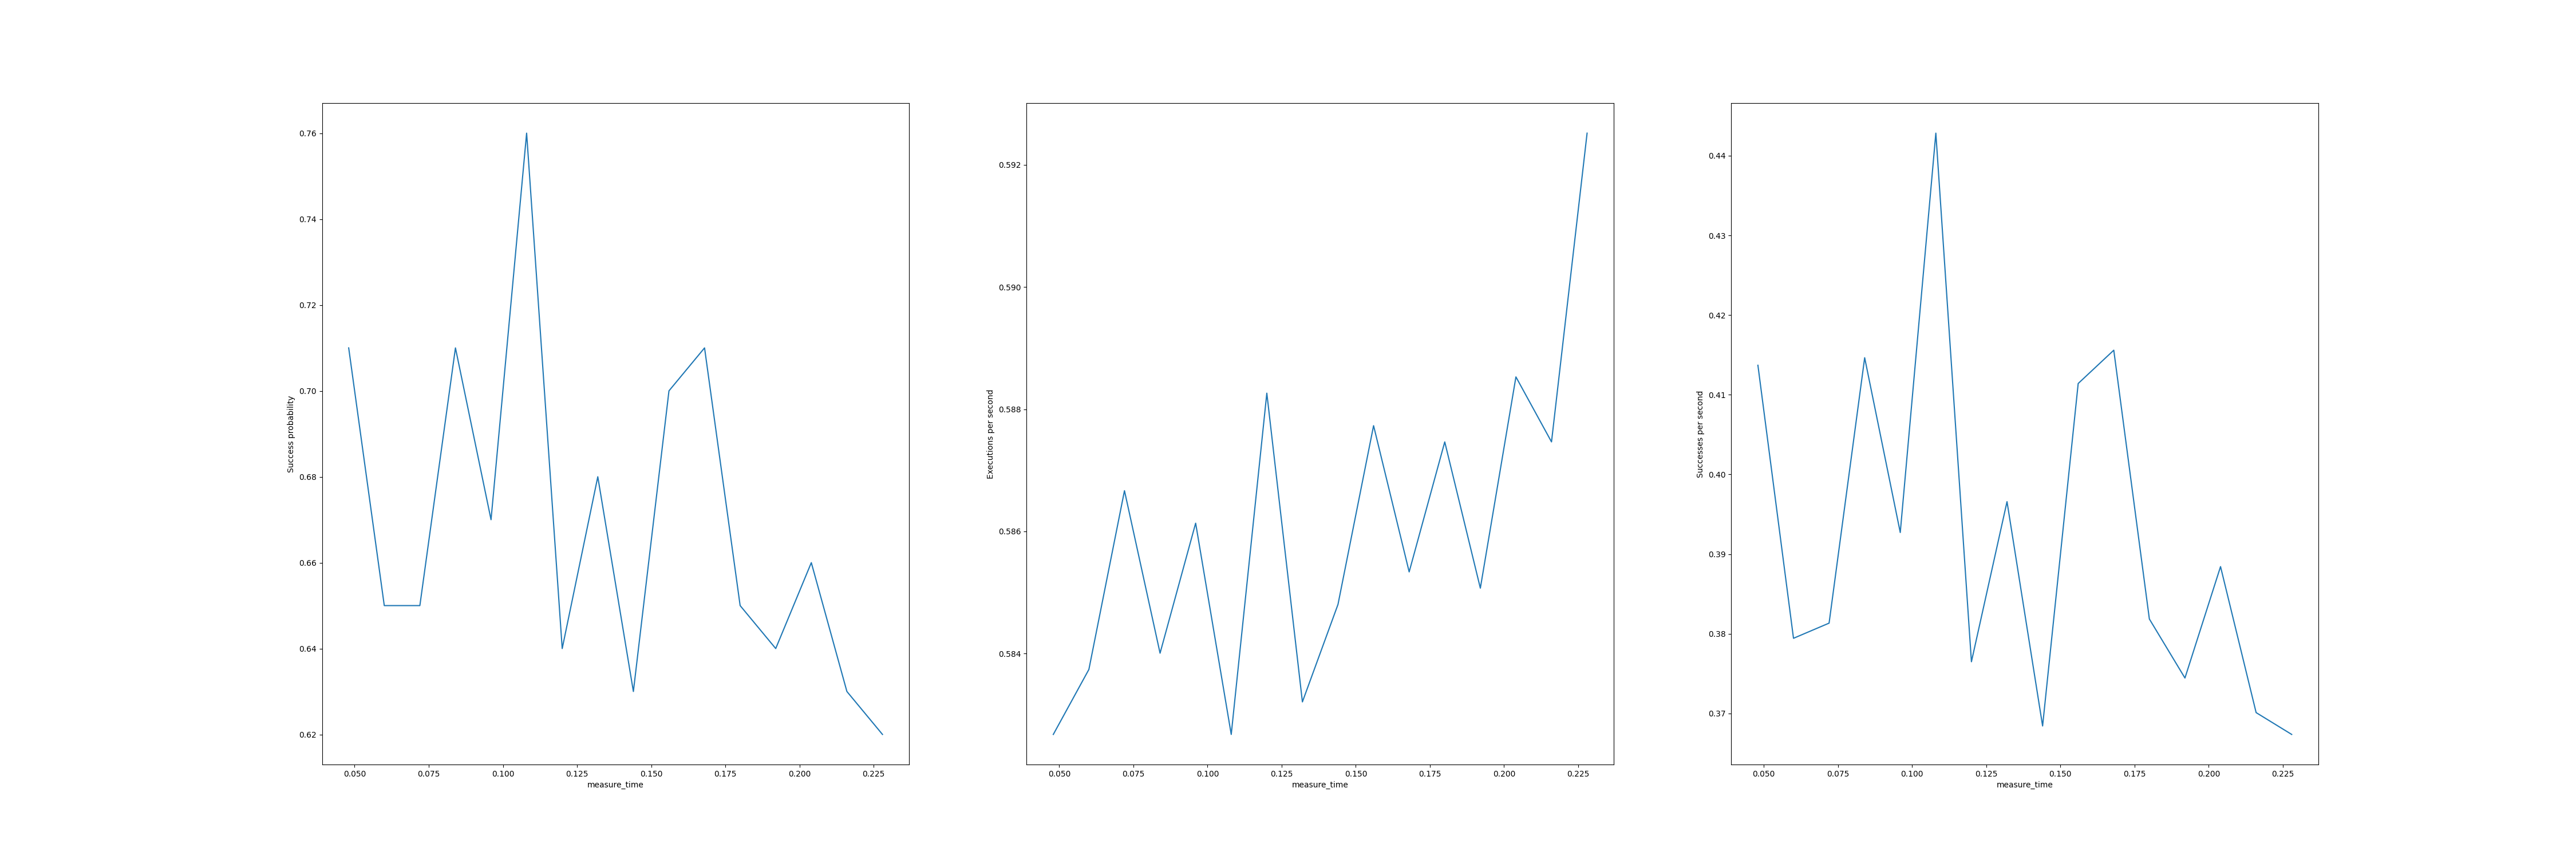 0.76
0.74
0.72
0.70
0.68
0.66
0.64
0.62
Success probability
0.050 0.075 0.100 0.125 0.150 0.175 0.200 0.225
measure_time
0.592
0.590
0.588
0.586
0.584
Executions per second
0.050 0.075 0.100 0.125 0.150 0.175 0.200 0.225
measure_time
0.44
0.43
0.42
0.41
0.40
0.39
0.38
0.37
Successes per second
0.050 0.075 0.100 0.125 0.150 0.175 0.200 0.225
measure_time